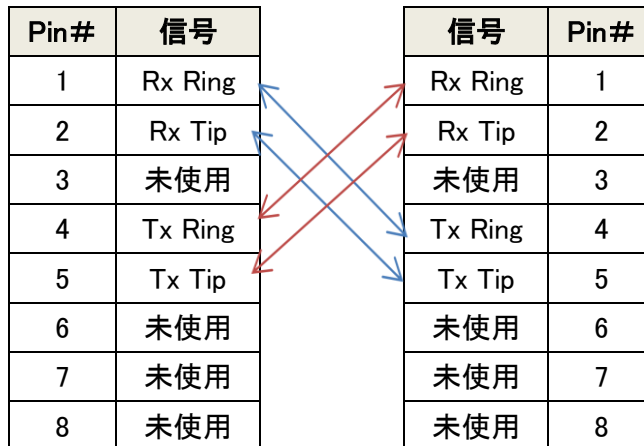 Pin# 信号 信号 Pin#
1 Rx Ring Rx Ring 1
2 Rx Tip Rx Tip 2
3 未使用 未使用 3
4 Tx Ring Tx Ring 4
5 Tx Tip Tx Tip 5
6 未使用 未使用 6
7 未使用 未使用 7
8 未使用 未使用 8